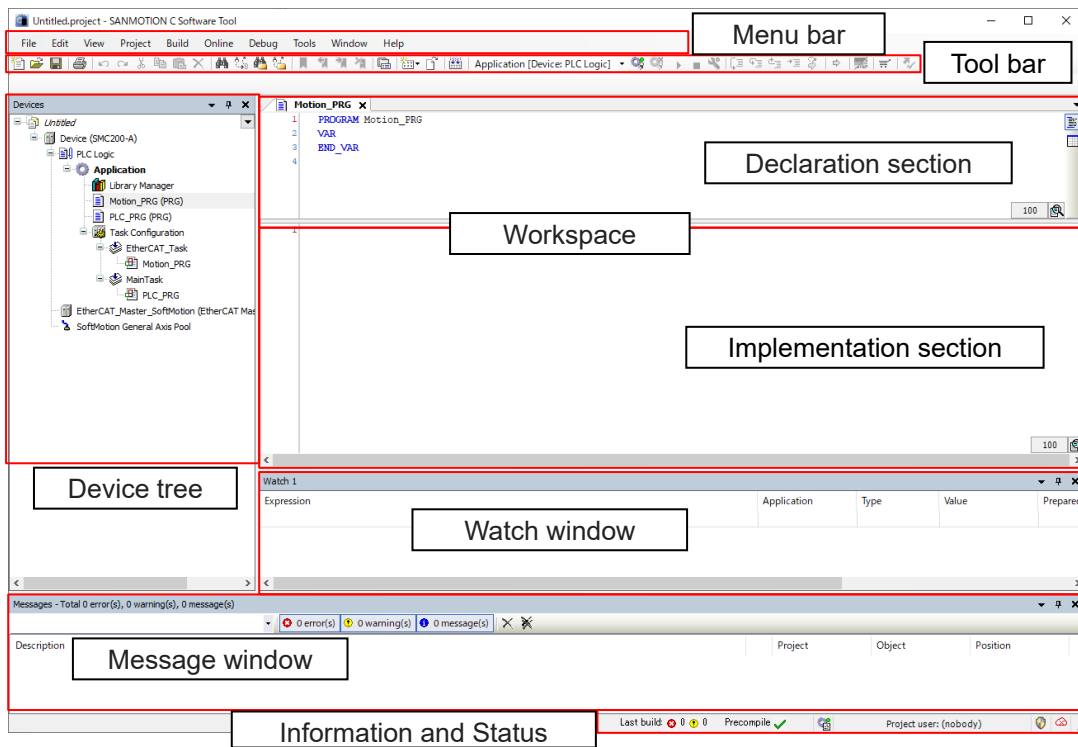 Untitled.project - SANMOTION C Software Tool
File Edit View Project Build Online Debug Tools Window Help
Menu bar
Application [Device: PLC Logic]
Tool bar
Devices
Untitled
Device (SMC200-A)
PLC Logic
Application
Library Manager
Motion_PRG (PRG)
PLC_PRG (PRG)
Task Configuration
EtherCAT_Task
Motion_PRG
MainTask
PLC_PRG
EtherCAT_Master_SoftMotion (EtherCAT Mas
SoftMotion General Axis Pool
Device tree
Motion_PRG
1 PROGRAM Motion_PRG
2 VAR
3 END_VAR
4
Declaration section
100
Workspace
1
Implementation section
100
Watch 1
Expression Application Type Value Prepared
Watch window
Messages - Total 0 error(s), 0 warning(s), 0 message(s)
0 error(s) 0 warning(s) 0 message(s)
Description Project Object Position
Message window
Information and Status
Last build: 0 0 Precompile Project user: (nobody)